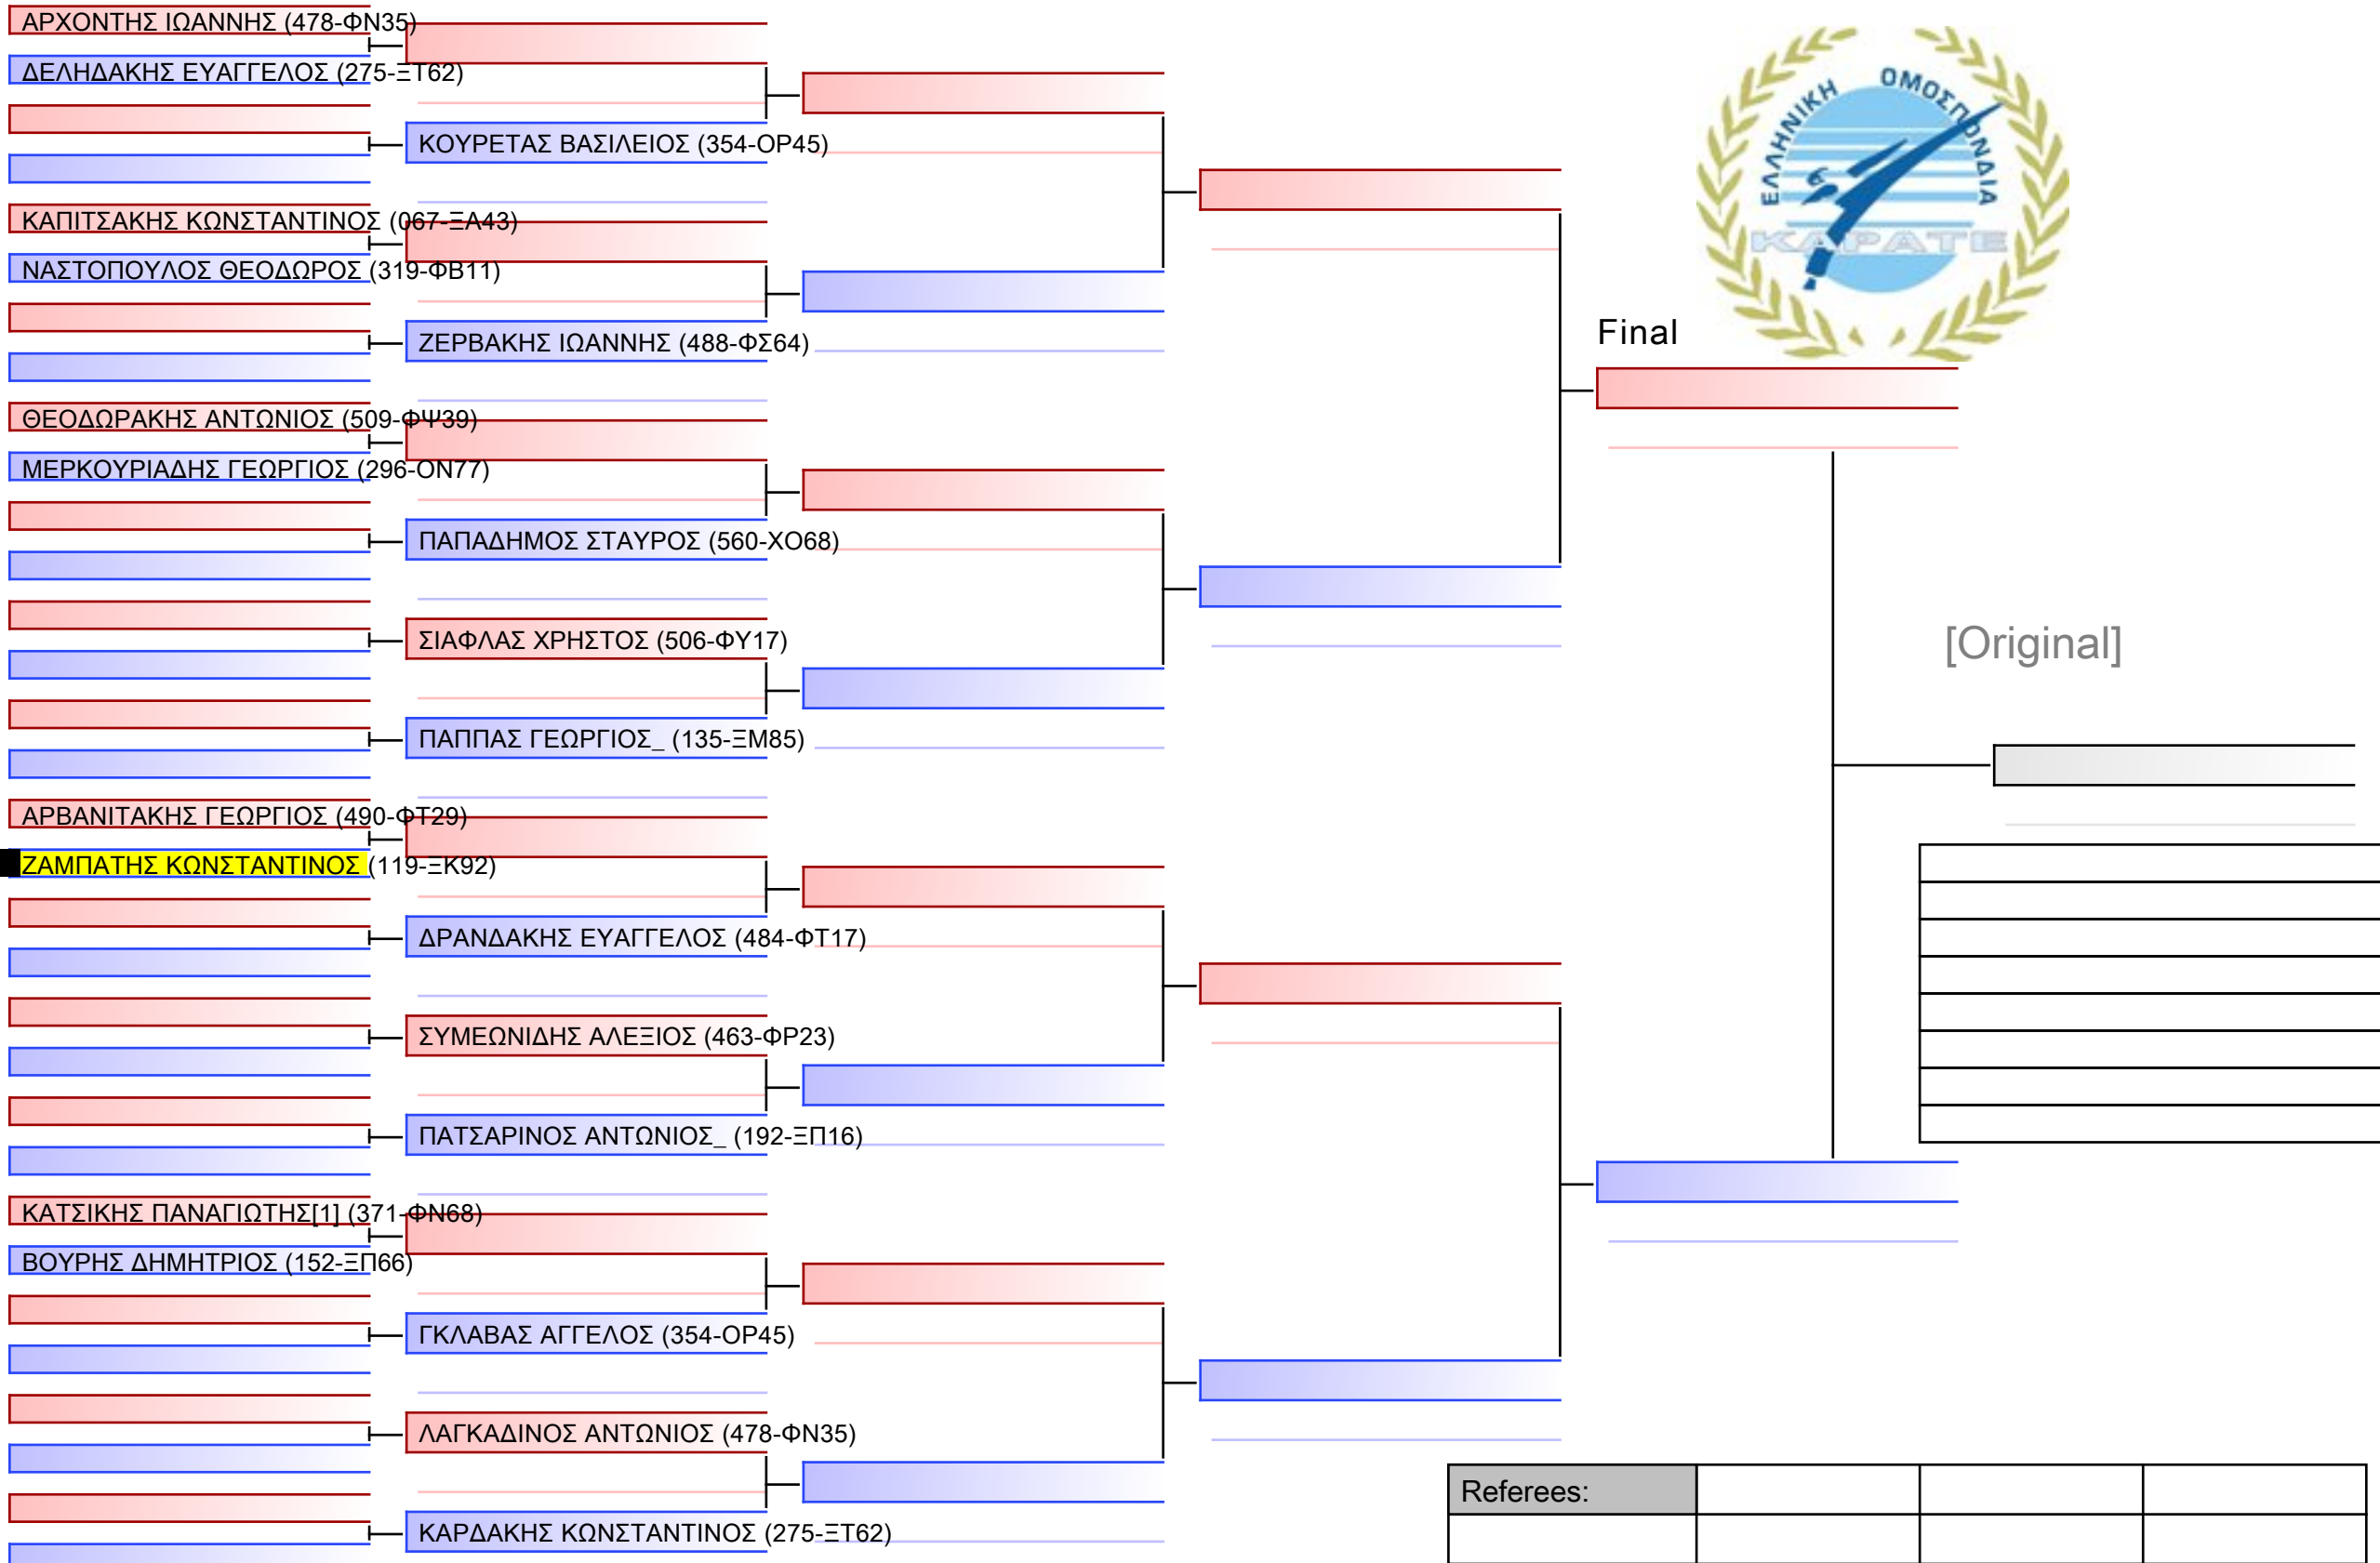 ΑΡΧΟΝΤΗΣ ΙΩΑΝΝΗΣ (478-ΦΝ35)
ΔΕΛΗΔΑΚΗΣ ΕΥΑΓΓΕΛΟΣ (275-ΞΤ62)
ΚΟΥΡΕΤΑΣ ΒΑΣΙΛΕΙΟΣ (354-ΟΡ45)
ΚΑΠΙΤΣΑΚΗΣ ΚΩΝΣΤΑΝΤΙΝΟΣ (067-ΞΑ43)
ΝΑΣΤΟΠΟΥΛΟΣ ΘΕΟΔΩΡΟΣ (319-ΦΒ11)
ΖΕΡΒΑΚΗΣ ΙΩΑΝΝΗΣ (488-ΦΣ64)
ΘΕΟΔΩΡΑΚΗΣ ΑΝΤΩΝΙΟΣ (509-ΦΨ39)
ΜΕΡΚΟΥΡΙΑΔΗΣ ΓΕΩΡΓΙΟΣ (296-ΟΝ77)
ΠΑΠΑΔΗΜΟΣ ΣΤΑΥΡΟΣ (560-ΧΟ68)
ΣΙΑΦΛΑΣ ΧΡΗΣΤΟΣ (506-ΦΥ17)
ΠΑΠΠΑΣ ΓΕΩΡΓΙΟΣ_ (135-ΞΜ85)
ΑΡΒΑΝΙΤΑΚΗΣ ΓΕΩΡΓΙΟΣ (490-ΦΤ29)
ΖΑΜΠΑΤΗΣ ΚΩΝΣΤΑΝΤΙΝΟΣ (119-ΞΚ92)
ΔΡΑΝΔΑΚΗΣ ΕΥΑΓΓΕΛΟΣ (484-ΦΤ17)
ΣΥΜΕΩΝΙΔΗΣ ΑΛΕΞΙΟΣ (463-ΦΡ23)
ΠΑΤΣΑΡΙΝΟΣ ΑΝΤΩΝΙΟΣ_ (192-ΞΠ16)
ΚΑΤΣΙΚΗΣ ΠΑΝΑΓΙΩΤΗΣ[1] (371-ΦΝ68)
ΒΟΥΡΗΣ ΔΗΜΗΤΡΙΟΣ (152-ΞΠ66)
ΓΚΛΑΒΑΣ ΑΓΓΕΛΟΣ (354-ΟΡ45)
ΛΑΓΚΑΔΙΝΟΣ ΑΝΤΩΝΙΟΣ (478-ΦΝ35)
ΚΑΡΔΑΚΗΣ ΚΩΝΣΤΑΝΤΙΝΟΣ (275-ΞΤ62)
ΕΛΛΗΝΙΚΗ ΟΜΟΣΠΟΝΔΙΑ
ΚΑΡΑΤΕ
Final
[Original]
Referees: